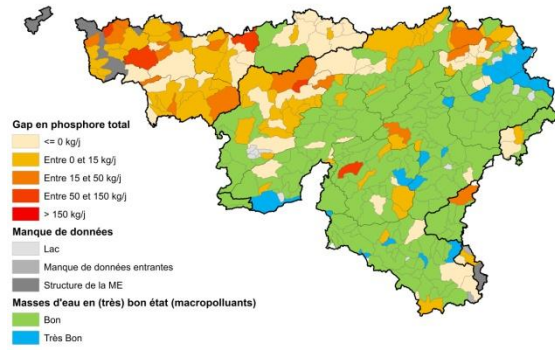 Gap en phosphore total
<= 0 kg/j
Entre 0 et 15 kg/j
Entre 15 et 50 kg/j
Entre 50 et 150 kg/j
> 150 kg/j
Manque de données
Lac
Manque de données entrantes
Structure de la ME
Masses d'eau en (très) bon état (macropolluants)
Bon
Très Bon